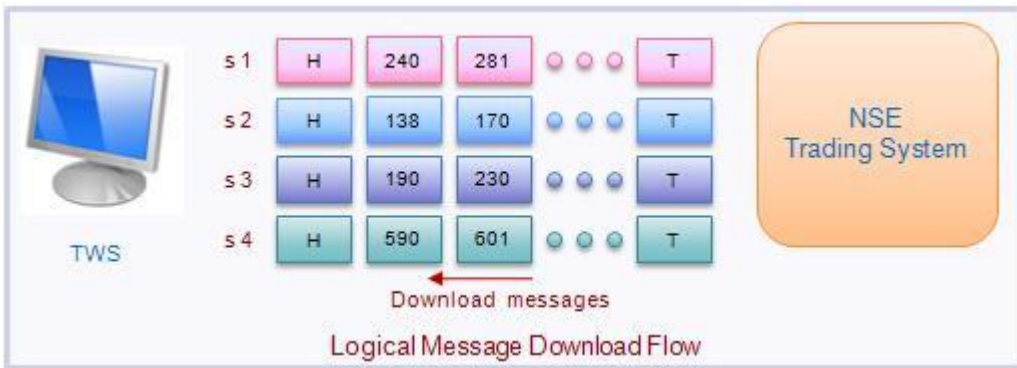 s 1 H 240 281 T
s 2 H 138 170 T
s 3 H 190 230 T
s 4 H 590 601 T
TWS
NSE
Trading System
Download messages
Logical Message Download Flow